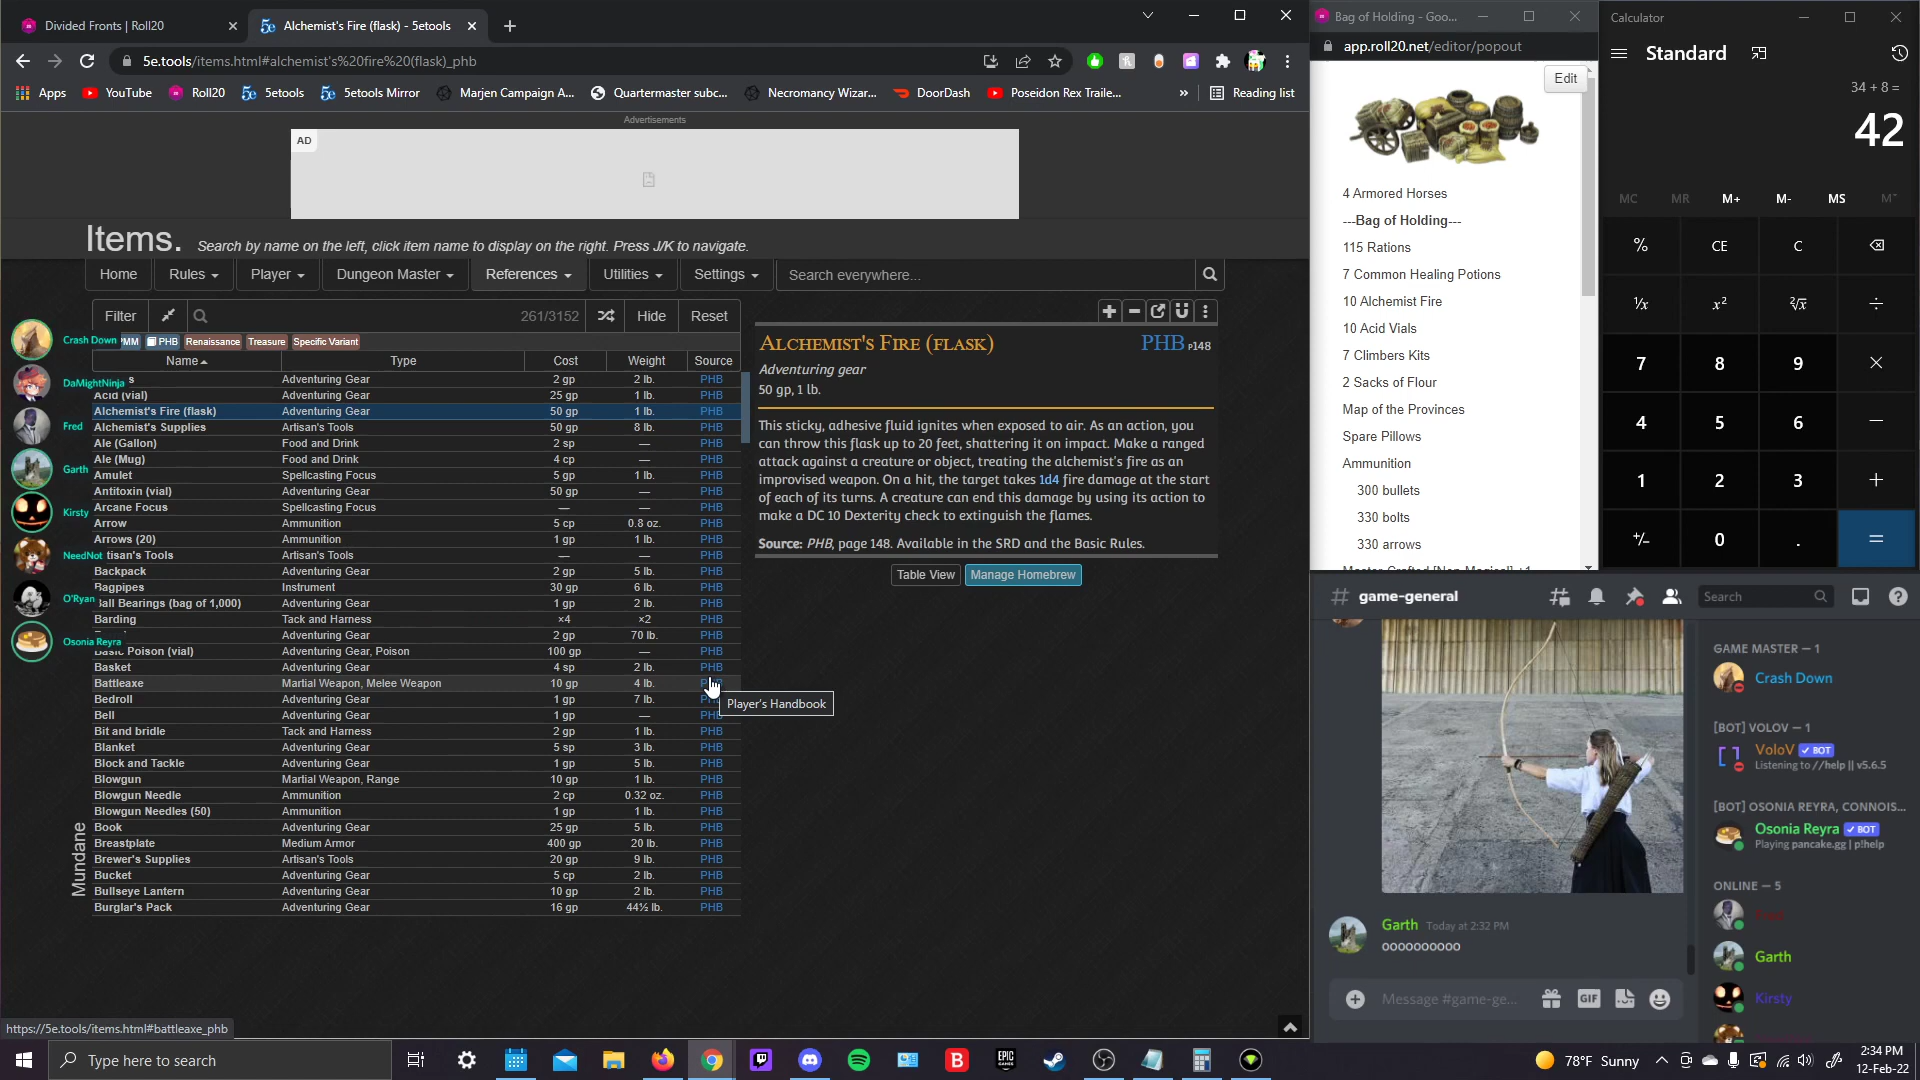 Divided Fronts | Roll20
Alchemist's Fire (flask) - 5etools
5e.tools/items.html#alchemist's%20fire%20(flask)_phb
Apps YouTube Roll20 5etools 5etools Mirror Marjen Campaign A... Quartermaster subc... Necromancy Wizar... DoorDash Poseidon Rex Traile... » Reading list
Advertisements
AD
Items. Search by name on the left, click item name to display on the right. Press J/K to navigate.
Home Rules Player Dungeon Master References Utilities Settings Search everywhere...
Filter 261/3152 Hide Reset
MM PHB Renaissance Treasure Specific Variant
Name Type Cost Weight Source
s Adventuring Gear 2 gp 2 lb. PHB
Acid (vial) Adventuring Gear 25 gp 1 lb. PHB
Alchemist's Fire (flask) Adventuring Gear 50 gp 1 lb. PHB
Alchemist's Supplies Artisan's Tools 50 gp 8 lb. PHB
Ale (Gallon) Food and Drink 2 sp — PHB
Ale (Mug) Food and Drink 4 cp — PHB
Amulet Spellcasting Focus 5 gp 1 lb. PHB
Antitoxin (vial) Adventuring Gear 50 gp — PHB
Arcane Focus Spellcasting Focus — — PHB
Arrow Ammunition 5 cp 0.8 oz. PHB
Arrows (20) Ammunition 1 gp 1 lb. PHB
tisan's Tools Artisan's Tools — — PHB
Backpack Adventuring Gear 2 gp 5 lb. PHB
Bagpipes Instrument 30 gp 6 lb. PHB
all Bearings (bag of 1,000) Adventuring Gear 1 gp 2 lb. PHB
Barding Tack and Harness ×4 ×2 PHB
Adventuring Gear 2 gp 70 lb. PHB
Basic Poison (vial) Adventuring Gear, Poison 100 gp — PHB
Basket Adventuring Gear 4 sp 2 lb. PHB
Battleaxe Martial Weapon, Melee Weapon 10 gp 4 lb. PHB
Bedroll Adventuring Gear 1 gp 7 lb. PHB
Bell Adventuring Gear 1 gp — PHB
Bit and bridle Tack and Harness 2 gp 1 lb. PHB
Blanket Adventuring Gear 5 sp 3 lb. PHB
Block and Tackle Adventuring Gear 1 gp 5 lb. PHB
Blowgun Martial Weapon, Range 10 gp 1 lb. PHB
Blowgun Needle Ammunition 2 cp 0.32 oz. PHB
Blowgun Needles (50) Ammunition 1 gp 1 lb. PHB
Book Adventuring Gear 25 gp 5 lb. PHB
Breastplate Medium Armor 400 gp 20 lb. PHB
Brewer's Supplies Artisan's Tools 20 gp 9 lb. PHB
Bucket Adventuring Gear 5 cp 2 lb. PHB
Bullseye Lantern Adventuring Gear 10 gp 2 lb. PHB
Burglar's Pack Adventuring Gear 16 gp 44½ lb. PHB
Mundane
Crash Down
DaMightNinja
Fred
Garth
Kirsty
NeedNot
O'Ryan
Osonia Reyra
Player's Handbook
Alchemist's Fire (flask) PHB P148
Adventuring gear
50 gp, 1 lb.
This sticky, adhesive fluid ignites when exposed to air. As an action, you
can throw this flask up to 20 feet, shattering it on impact. Make a ranged
attack against a creature or object, treating the alchemist's fire as an
improvised weapon. On a hit, the target takes 1d4 fire damage at the start
of each of its turns. A creature can end this damage by using its action to
make a DC 10 Dexterity check to extinguish the flames.
Source: PHB, page 148. Available in the SRD and the Basic Rules.
Table View Manage Homebrew
https://5e.tools/items.html#battleaxe_phb
Bag of Holding - Goo...
app.roll20.net/editor/popout
Edit
4 Armored Horses
---Bag of Holding---
115 Rations
7 Common Healing Potions
10 Alchemist Fire
10 Acid Vials
7 Climbers Kits
2 Sacks of Flour
Map of the Provinces
Spare Pillows
Ammunition
300 bullets
330 bolts
330 arrows
Calculator
Standard
34 + 8 =
42
MC MR M+ M- MS M˅
% CE C
¹/x x² ²√x ÷
7 8 9 ×
4 5 6 −
1 2 3 +
+/- 0 . =
# game-general Search
Garth Today at 2:32 PM
oooooooooo
Message #game-ge... GIF
GAME MASTER — 1
Crash Down
[BOT] VOLOV — 1
VoloV ✓ BOT
Listening to //help || v5.6.5
[BOT] OSONIA REYRA, CONNOIS...
Osonia Reyra ✓ BOT
Playing pancake.gg | p!help
ONLINE — 5
Fred
Garth
Kirsty
Type here to search
EPIC GAMES
78°F Sunny
2:34 PM
12-Feb-22